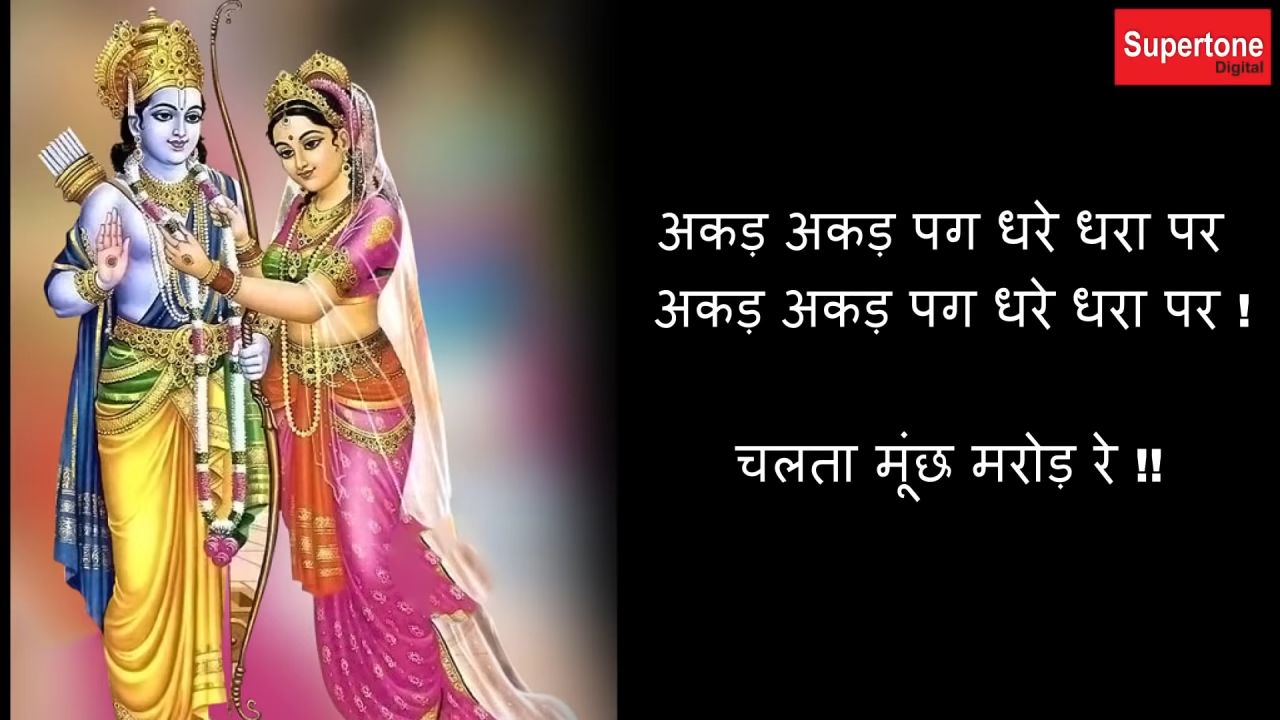 Supertone
Digital
अकड़ अकड़ पग धरे धरा पर
अकड़ अकड़ पग धरे धरा पर !
चलता मूंछ मरोड़ रे !!